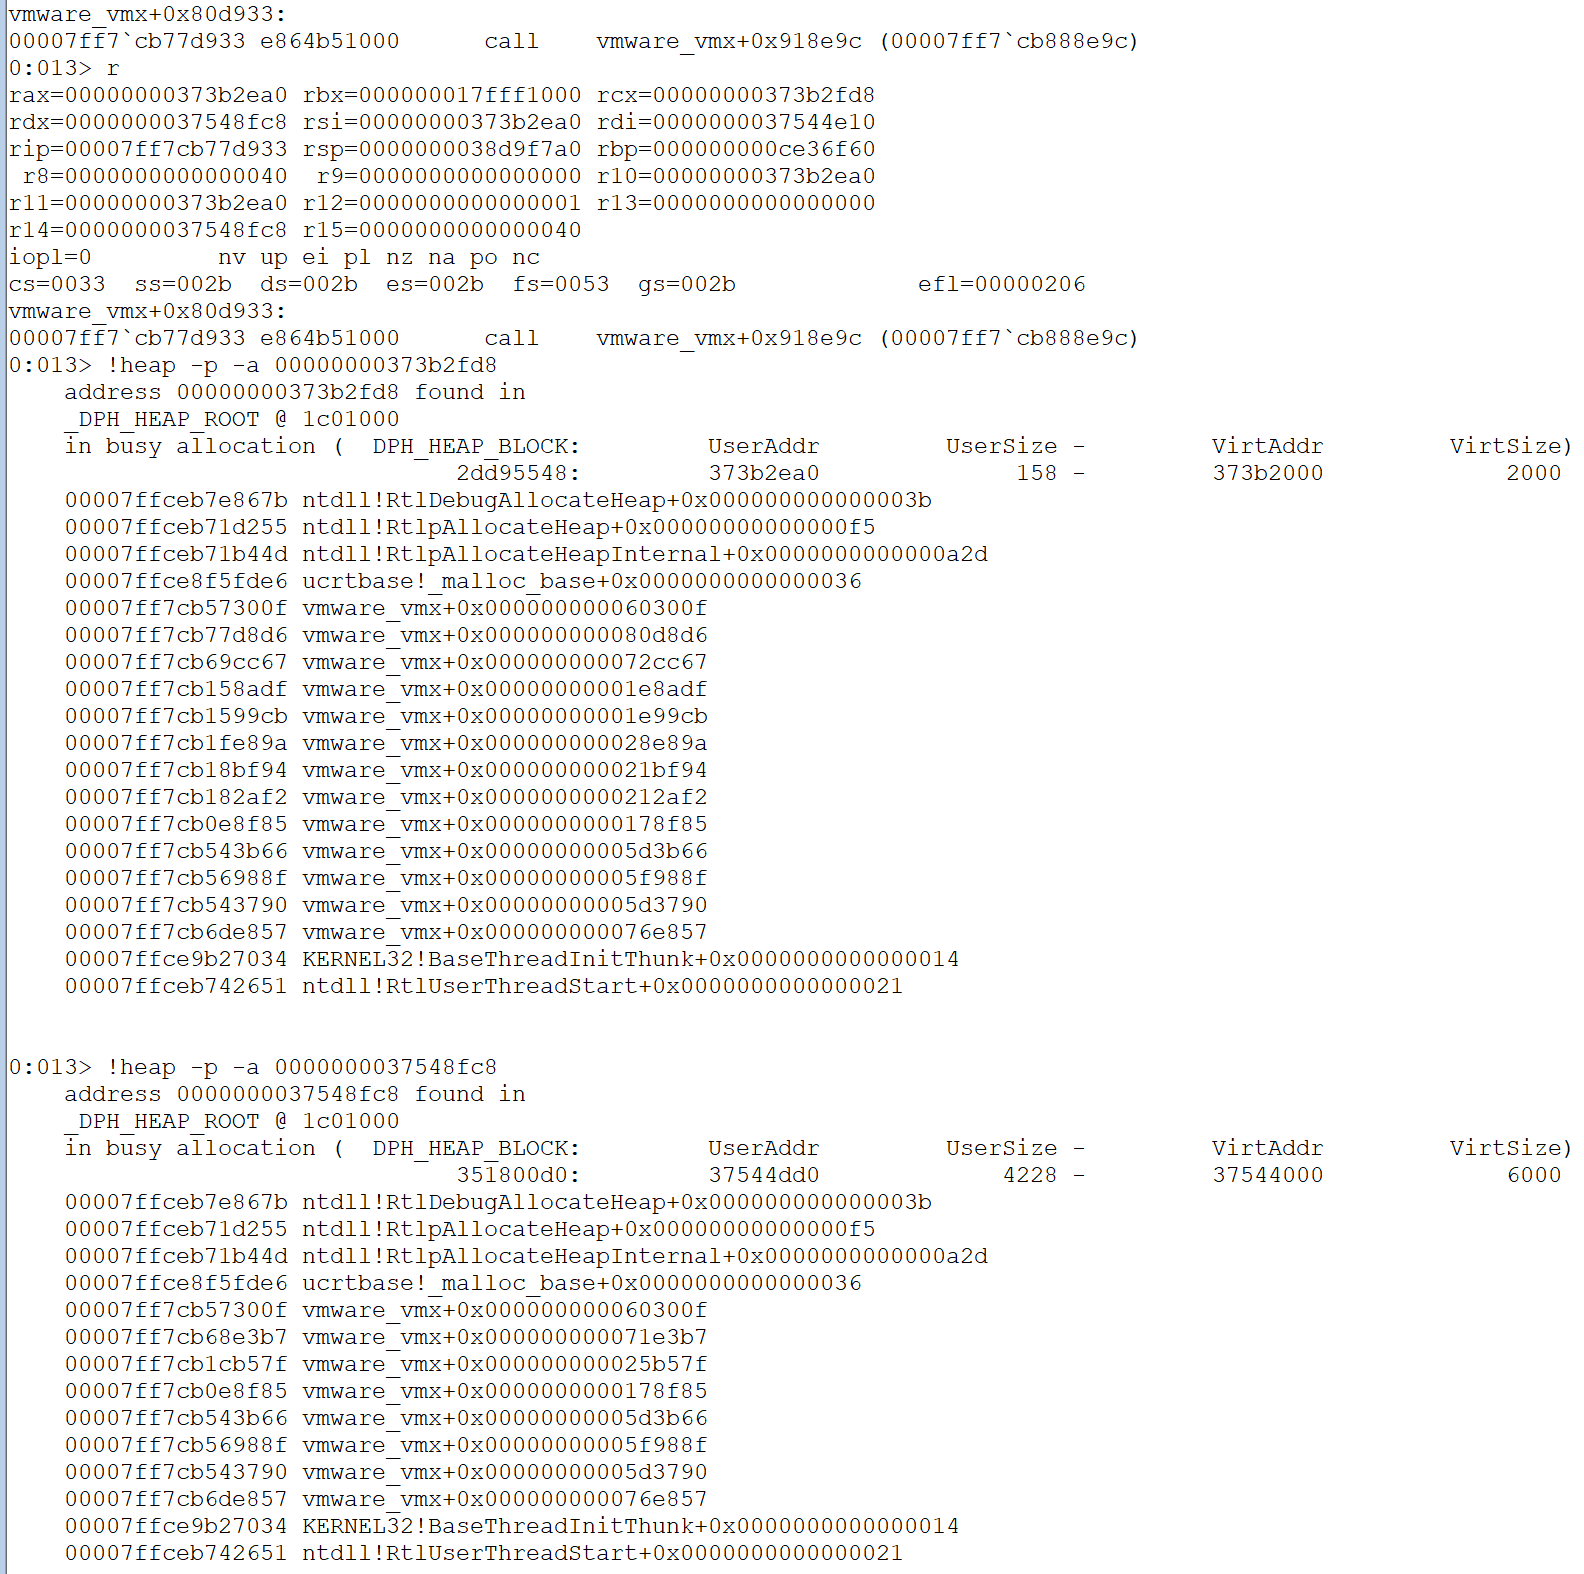 vmware_vmx+0x80d933:
00007ff7`cb77d933 e864b51000      call    vmware_vmx+0x918e9c (00007ff7`cb888e9c)
0:013> r
rax=00000000373b2ea0 rbx=000000017fff1000 rcx=00000000373b2fd8
rdx=0000000037548fc8 rsi=00000000373b2ea0 rdi=0000000037544e10
rip=00007ff7cb77d933 rsp=0000000038d9f7a0 rbp=000000000ce36f60
 r8=0000000000000040  r9=0000000000000000 r10=00000000373b2ea0
r11=00000000373b2ea0 r12=0000000000000001 r13=0000000000000000
r14=0000000037548fc8 r15=0000000000000040
iopl=0         nv up ei pl nz na po nc
cs=0033  ss=002b  ds=002b  es=002b  fs=0053  gs=002b             efl=00000206
vmware_vmx+0x80d933:
00007ff7`cb77d933 e864b51000      call    vmware_vmx+0x918e9c (00007ff7`cb888e9c)
0:013> !heap -p -a 00000000373b2fd8
    address 00000000373b2fd8 found in
    _DPH_HEAP_ROOT @ 1c01000
    in busy allocation (  DPH_HEAP_BLOCK:         UserAddr         UserSize -         VirtAddr         VirtSize)
                                2dd95548:         373b2ea0              158 -         373b2000             2000
    00007ffceb7e867b ntdll!RtlDebugAllocateHeap+0x000000000000003b
    00007ffceb71d255 ntdll!RtlpAllocateHeap+0x00000000000000f5
    00007ffceb71b44d ntdll!RtlpAllocateHeapInternal+0x0000000000000a2d
    00007ffce8f5fde6 ucrtbase!_malloc_base+0x0000000000000036
    00007ff7cb57300f vmware_vmx+0x000000000060300f
    00007ff7cb77d8d6 vmware_vmx+0x000000000080d8d6
    00007ff7cb69cc67 vmware_vmx+0x000000000072cc67
    00007ff7cb158adf vmware_vmx+0x00000000001e8adf
    00007ff7cb1599cb vmware_vmx+0x00000000001e99cb
    00007ff7cb1fe89a vmware_vmx+0x000000000028e89a
    00007ff7cb18bf94 vmware_vmx+0x000000000021bf94
    00007ff7cb182af2 vmware_vmx+0x0000000000212af2
    00007ff7cb0e8f85 vmware_vmx+0x0000000000178f85
    00007ff7cb543b66 vmware_vmx+0x00000000005d3b66
    00007ff7cb56988f vmware_vmx+0x00000000005f988f
    00007ff7cb543790 vmware_vmx+0x00000000005d3790
    00007ff7cb6de857 vmware_vmx+0x000000000076e857
    00007ffce9b27034 KERNEL32!BaseThreadInitThunk+0x0000000000000014
    00007ffceb742651 ntdll!RtlUserThreadStart+0x0000000000000021
0:013> !heap -p -a 0000000037548fc8
    address 0000000037548fc8 found in
    _DPH_HEAP_ROOT @ 1c01000
    in busy allocation (  DPH_HEAP_BLOCK:         UserAddr         UserSize -         VirtAddr         VirtSize)
                                351800d0:         37544dd0             4228 -         37544000             6000
    00007ffceb7e867b ntdll!RtlDebugAllocateHeap+0x000000000000003b
    00007ffceb71d255 ntdll!RtlpAllocateHeap+0x00000000000000f5
    00007ffceb71b44d ntdll!RtlpAllocateHeapInternal+0x0000000000000a2d
    00007ffce8f5fde6 ucrtbase!_malloc_base+0x0000000000000036
    00007ff7cb57300f vmware_vmx+0x000000000060300f
    00007ff7cb68e3b7 vmware_vmx+0x000000000071e3b7
    00007ff7cb1cb57f vmware_vmx+0x000000000025b57f
    00007ff7cb0e8f85 vmware_vmx+0x0000000000178f85
    00007ff7cb543b66 vmware_vmx+0x00000000005d3b66
    00007ff7cb56988f vmware_vmx+0x00000000005f988f
    00007ff7cb543790 vmware_vmx+0x00000000005d3790
    00007ff7cb6de857 vmware_vmx+0x000000000076e857
    00007ffce9b27034 KERNEL32!BaseThreadInitThunk+0x0000000000000014
    00007ffceb742651 ntdll!RtlUserThreadStart+0x0000000000000021